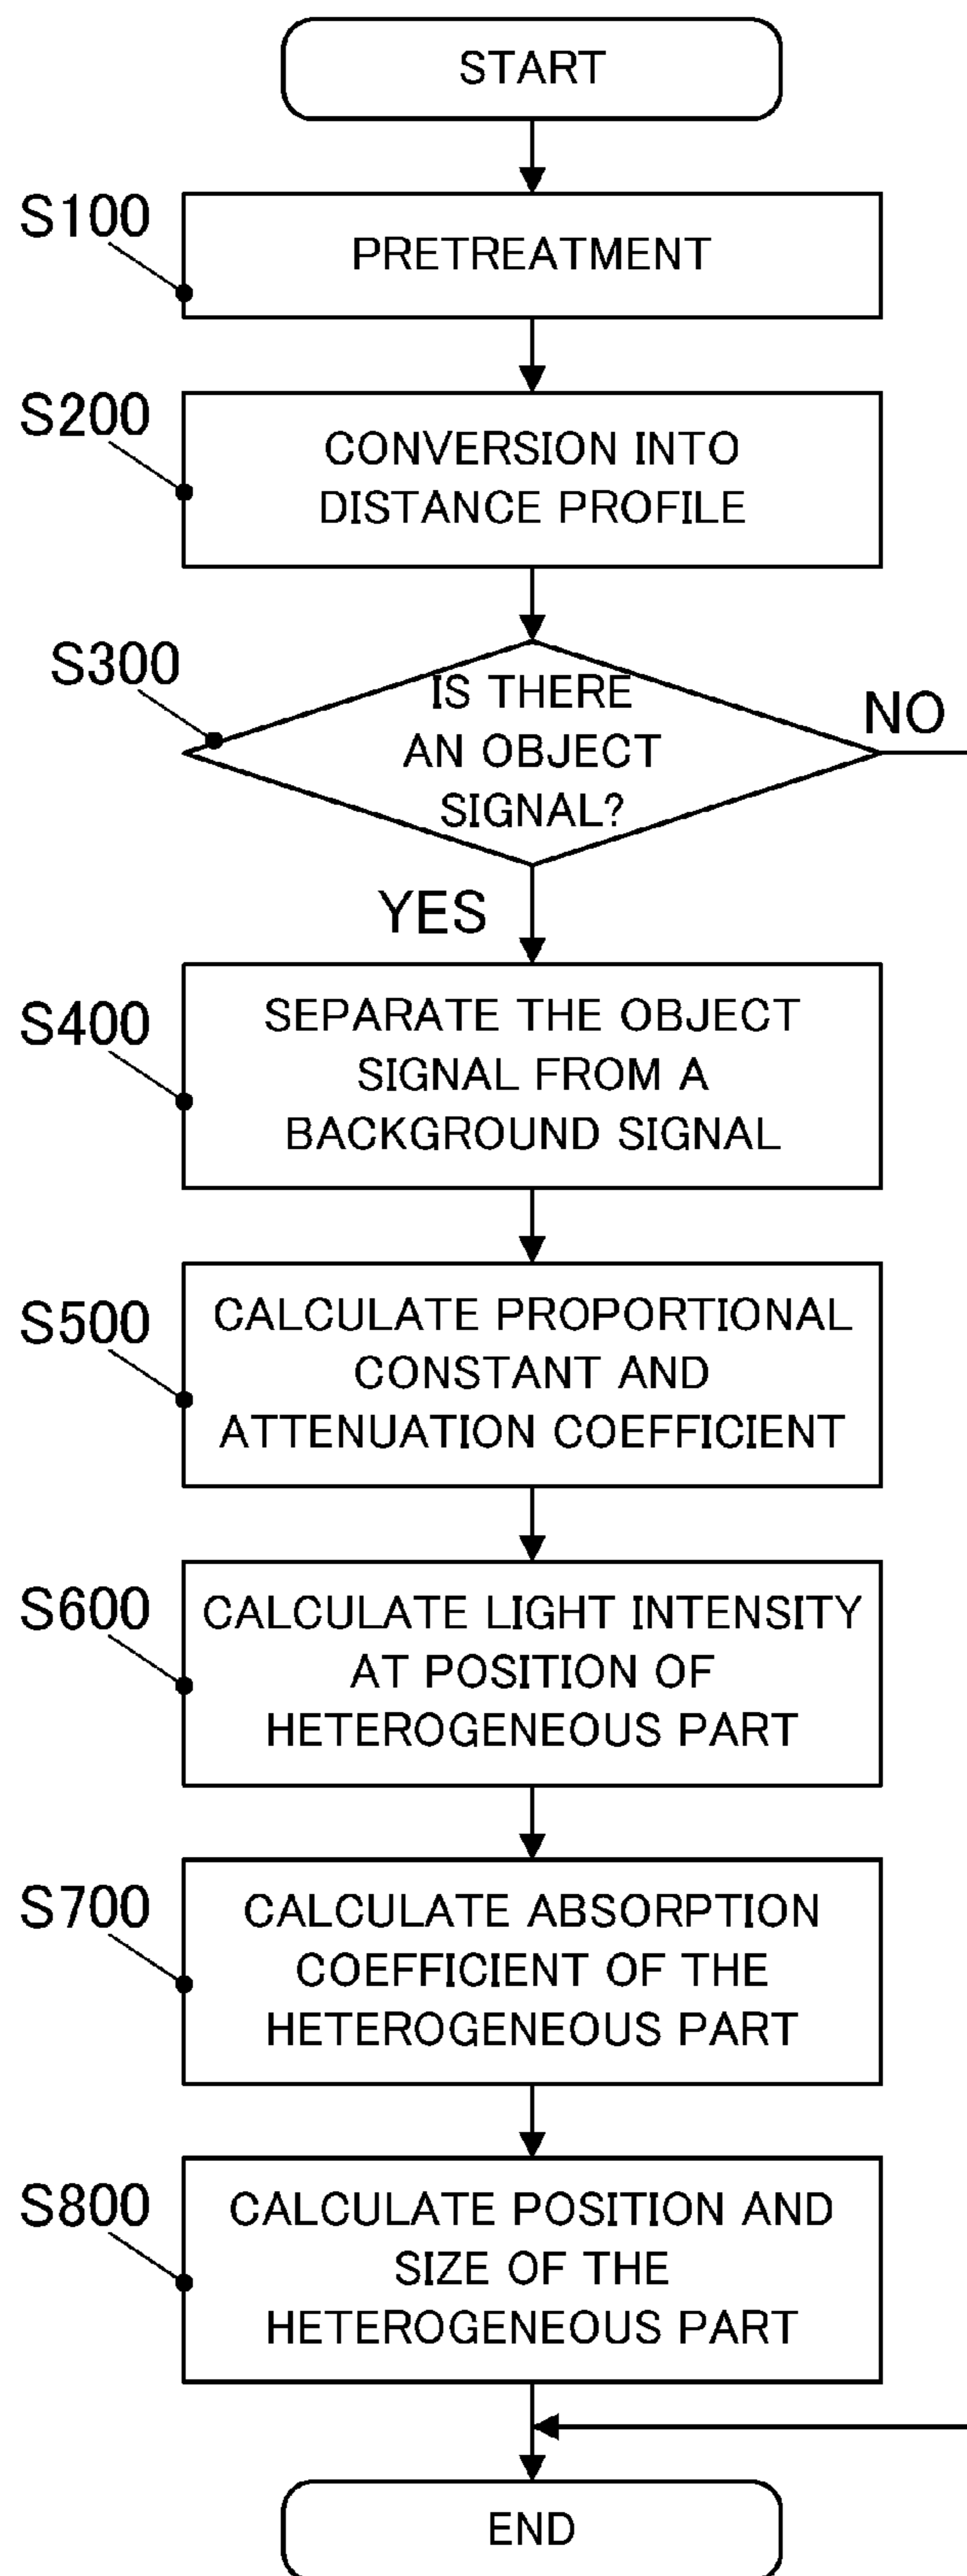 START
S100
PRETREATMENT
S200
CONVERSION INTO
DISTANCE PROFILE
S300
IS THERE
AN OBJECT
SIGNAL?
NO
YES
S400
SEPARATE THE OBJECT
SIGNAL FROM A
BACKGROUND SIGNAL
S500
CALCULATE PROPORTIONAL
CONSTANT AND
ATTENUATION COEFFICIENT
S600
CALCULATE LIGHT INTENSITY
AT POSITION OF
HETEROGENEOUS PART
S700
CALCULATE ABSORPTION
COEFFICIENT OF THE
HETEROGENEOUS PART
S800
CALCULATE POSITION AND
SIZE OF THE
HETEROGENEOUS PART
END